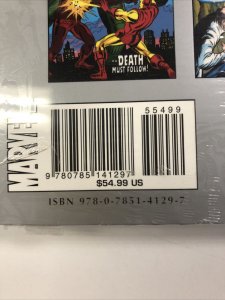 ...DEATH
MUST FOLLOW!
MARVEL
55499
9 780785 141297
$54.99 US
ISBN 978-0-7851-4129-7